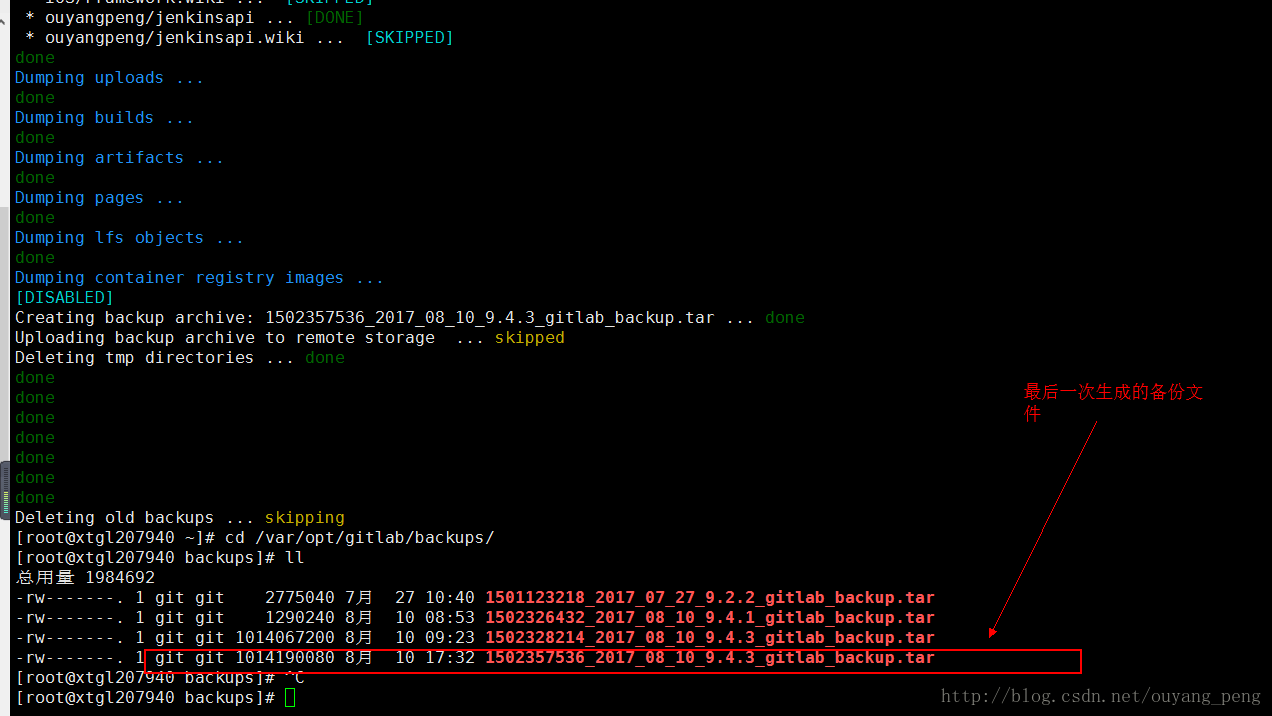 ios/framework.wiki ...   [SKIPPED]
* ouyangpeng/jenkinsapi ... [DONE]
* ouyangpeng/jenkinsapi.wiki ...  [SKIPPED]
done
Dumping uploads ...
done
Dumping builds ...
done
Dumping artifacts ...
done
Dumping pages ...
done
Dumping lfs objects ...
done
Dumping container registry images ...
[DISABLED]
Creating backup archive: 1502357536_2017_08_10_9.4.3_gitlab_backup.tar ... done
Uploading backup archive to remote storage  ... skipped
Deleting tmp directories ... done
done
done
done
done
done
done
done
Deleting old backups ... skipping
[root@xtgl207940 ~]# cd /var/opt/gitlab/backups/
[root@xtgl207940 backups]# ll
总用量 1984692
-rw-------. 1 git git    2775040 7月  27 10:40 1501123218_2017_07_27_9.2.2_gitlab_backup.tar
-rw-------. 1 git git    1290240 8月  10 08:53 1502326432_2017_08_10_9.4.1_gitlab_backup.tar
-rw-------. 1 git git 1014067200 8月  10 09:23 1502328214_2017_08_10_9.4.3_gitlab_backup.tar
-rw-------. 1 git git 1014190080 8月  10 17:32 1502357536_2017_08_10_9.4.3_gitlab_backup.tar
[root@xtgl207940 backups]# ^C
[root@xtgl207940 backups]#
最后一次生成的备份文
件
http://blog.csdn.net/ouyang_peng